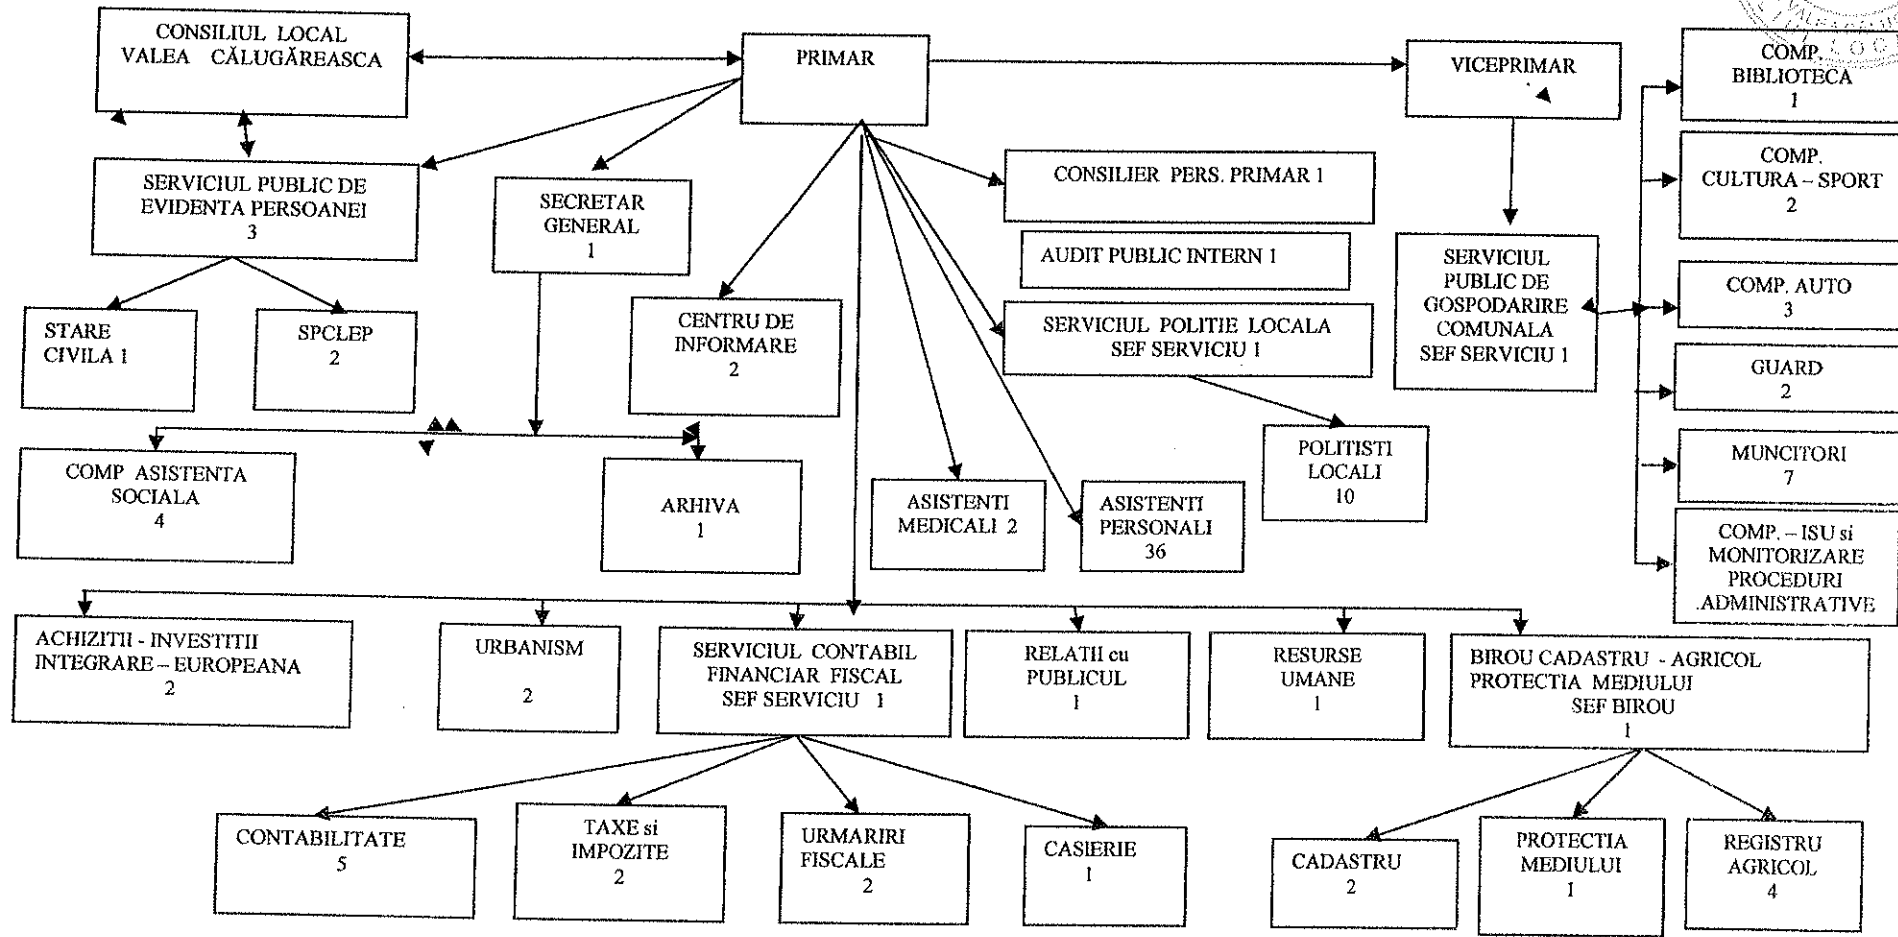 CONSILIUL LOCAL
VALEA CĂLUGĂREASCA
PRIMAR
VICEPRIMAR
COMP.
BIBLIOTECA
1
SERVICIUL PUBLIC DE
EVIDENTA PERSOANEI
3
SECRETAR
GENERAL
1
CONSILIER PERS. PRIMAR 1
AUDIT PUBLIC INTERN 1
SERVICIUL POLITIE LOCALA
SEF SERVICIU 1
SERVICIUL
PUBLIC DE
GOSPODARIRE
COMUNALA
SEF SERVICIU 1
COMP.
CULTURA – SPORT
2
COMP. AUTO
3
GUARD
2
MUNCITORI
7
COMP. – ISU si
MONITORIZARE
PROCEDURI
.ADMINISTRATIVE
STARE
CIVILA 1
SPCLEP
2
CENTRU DE
INFORMARE
2
POLITISTI
LOCALI
10
COMP ASISTENTA
SOCIALA
4
ARHIVA
1
ASISTENTI
MEDICALI 2
ASISTENTI
PERSONALI
36
ACHIZITII - INVESTITII
INTEGRARE – EUROPEANA
2
URBANISM
2
SERVICIUL CONTABIL
FINANCIAR FISCAL
SEF SERVICIU 1
RELATII cu
PUBLICUL
1
RESURSE
UMANE
1
BIROU CADASTRU - AGRICOL
PROTECTIA MEDIULUI
SEF BIROU
1
CONTABILITATE
5
TAXE si
IMPOZITE
2
URMARIRI
FISCALE
2
CASIERIE
1
CADASTRU
2
PROTECTIA
MEDIULUI
1
REGISTRU
AGRICOL
4